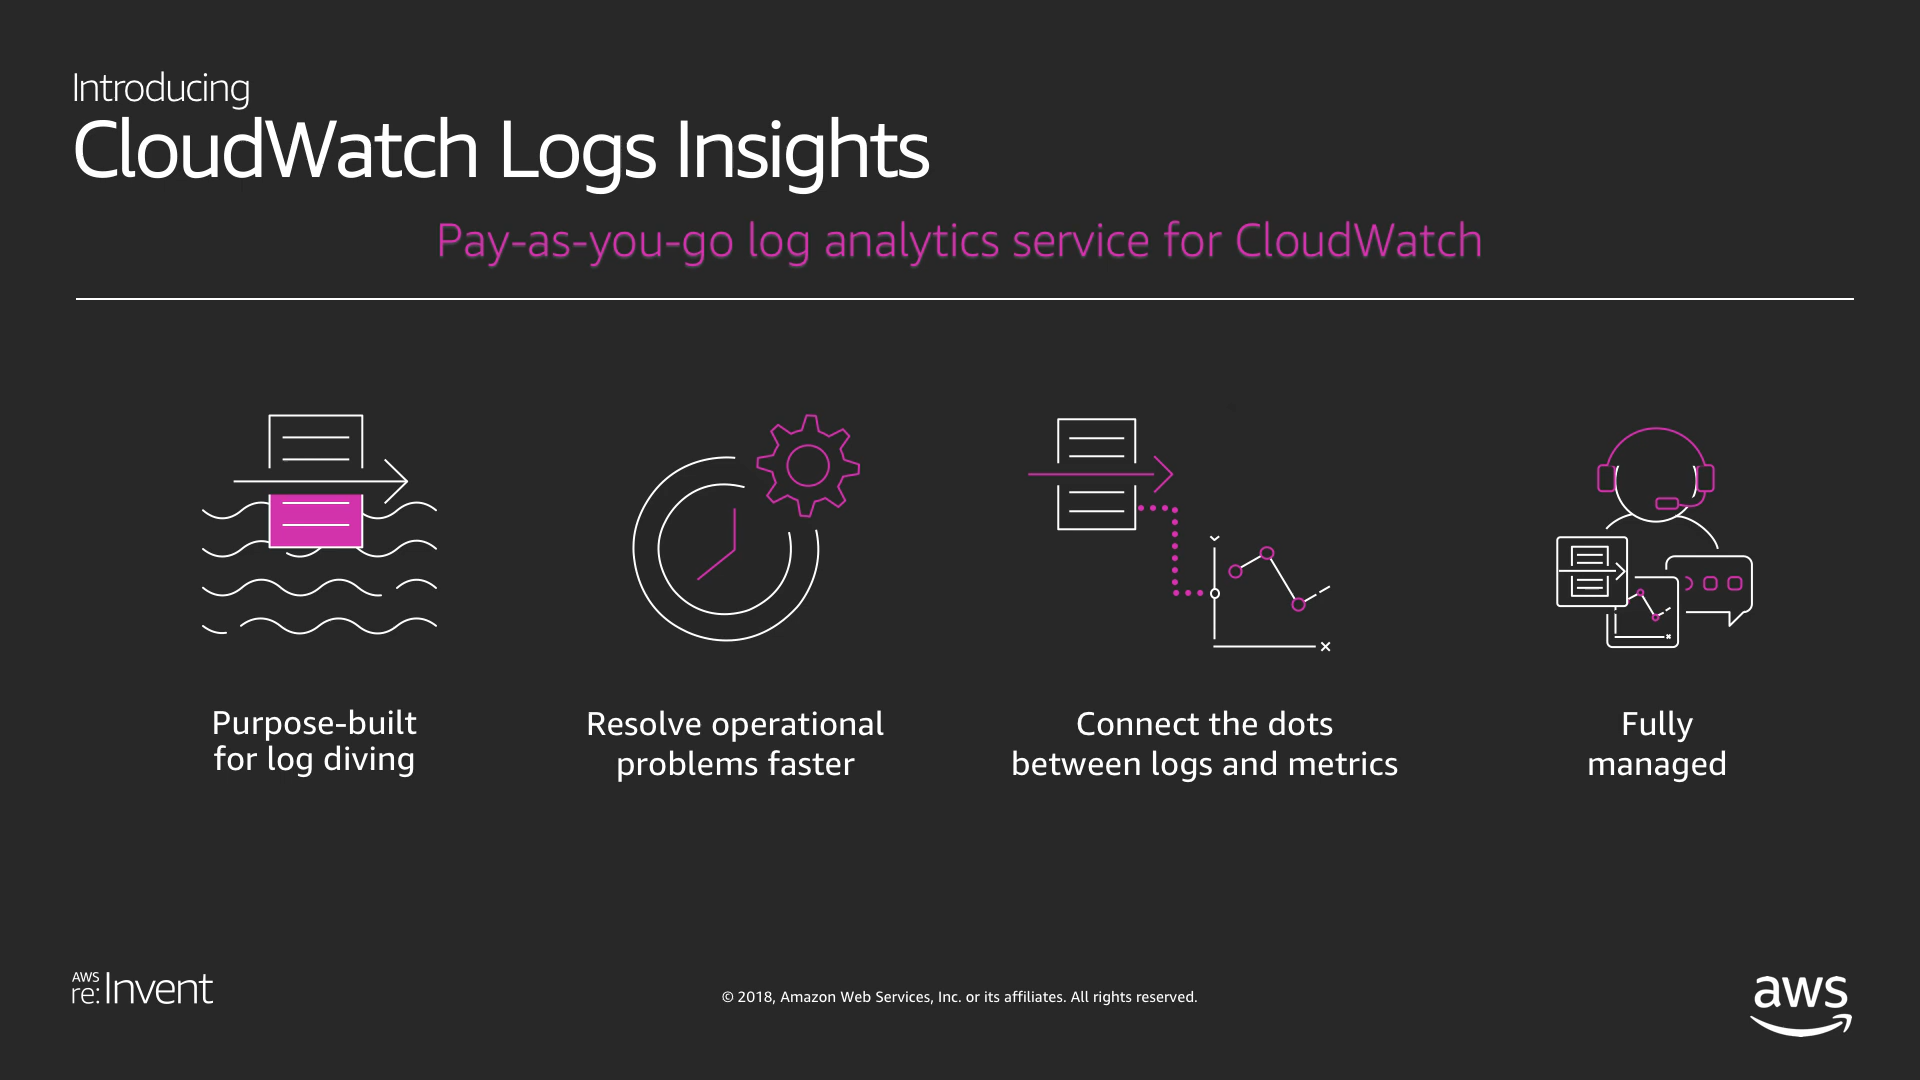 Introducing
CloudWatch Logs Insights
Pay-as-you-go log analytics service for CloudWatch
Purpose-built
for log diving
Resolve operational
problems faster
Connect the dots
between logs and metrics
Fully
managed
AWS
re:Invent
© 2018, Amazon Web Services, Inc. or its affiliates. All rights reserved.
aws